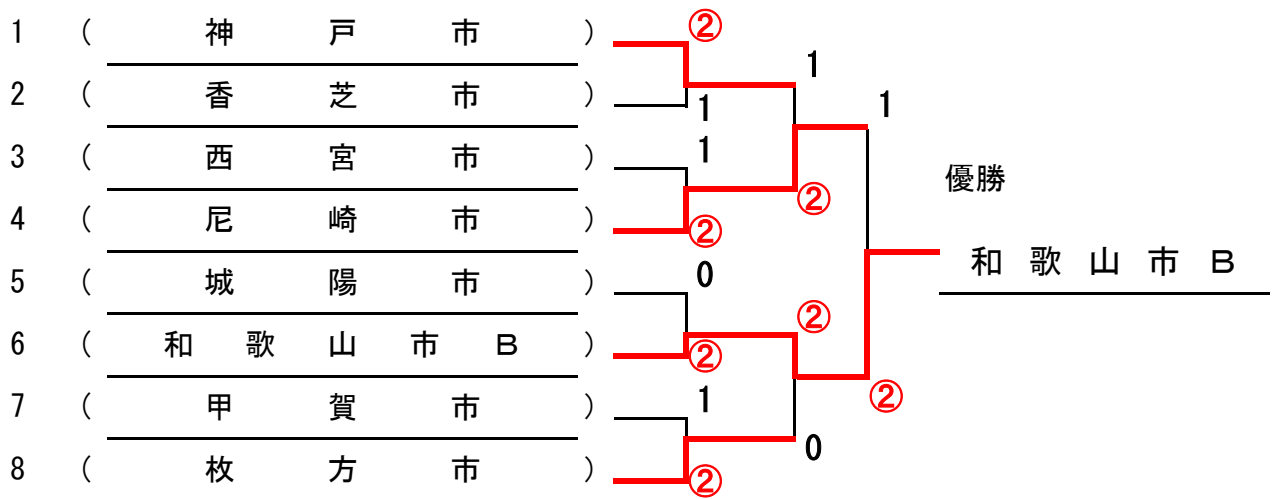 1 ( 神戸市 ) ②
1
2 ( 香芝市 ) 1
1
3 ( 西宮市 ) 1
優勝
4 ( 尼崎市 ) ②
②
5 ( 城陽市 ) 0
和歌山市B
6 ( 和歌山市B ) ②
②
7 ( 甲賀市 ) 1
②
8 ( 枚方市 ) ②
0